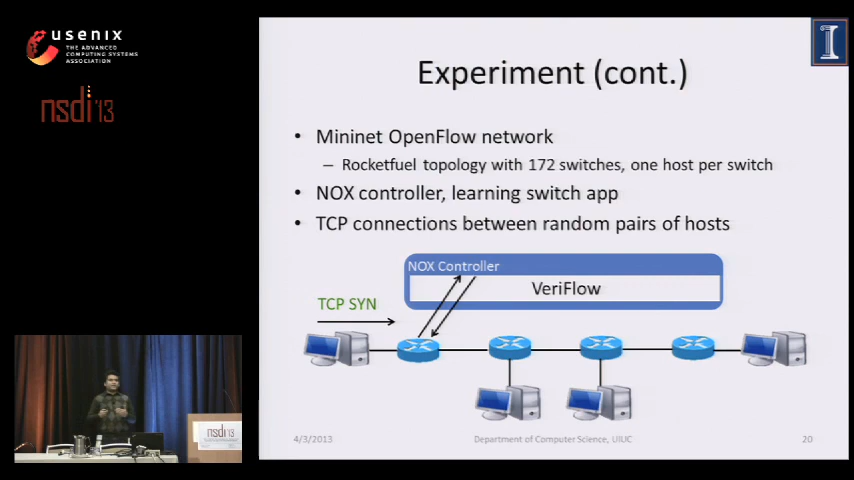 usenix
THE ADVANCED
COMPUTING SYSTEMS
ASSOCIATION
nsdi '13
I
Experiment (cont.)
• Mininet OpenFlow network
– Rocketfuel topology with 172 switches, one host per switch
• NOX controller, learning switch app
• TCP connections between random pairs of hosts
NOX Controller
VeriFlow
TCP SYN
nsdi'13
4/3/2013
Department of Computer Science, UIUC
20